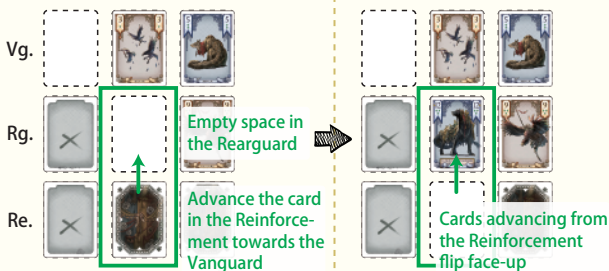 Vg.
Rg.
Empty space in
the Rearguard
Re.
Advance the card
in the Reinforce-
ment towards the
Vanguard
Cards advancing from
the Reinforcement
flip face-up